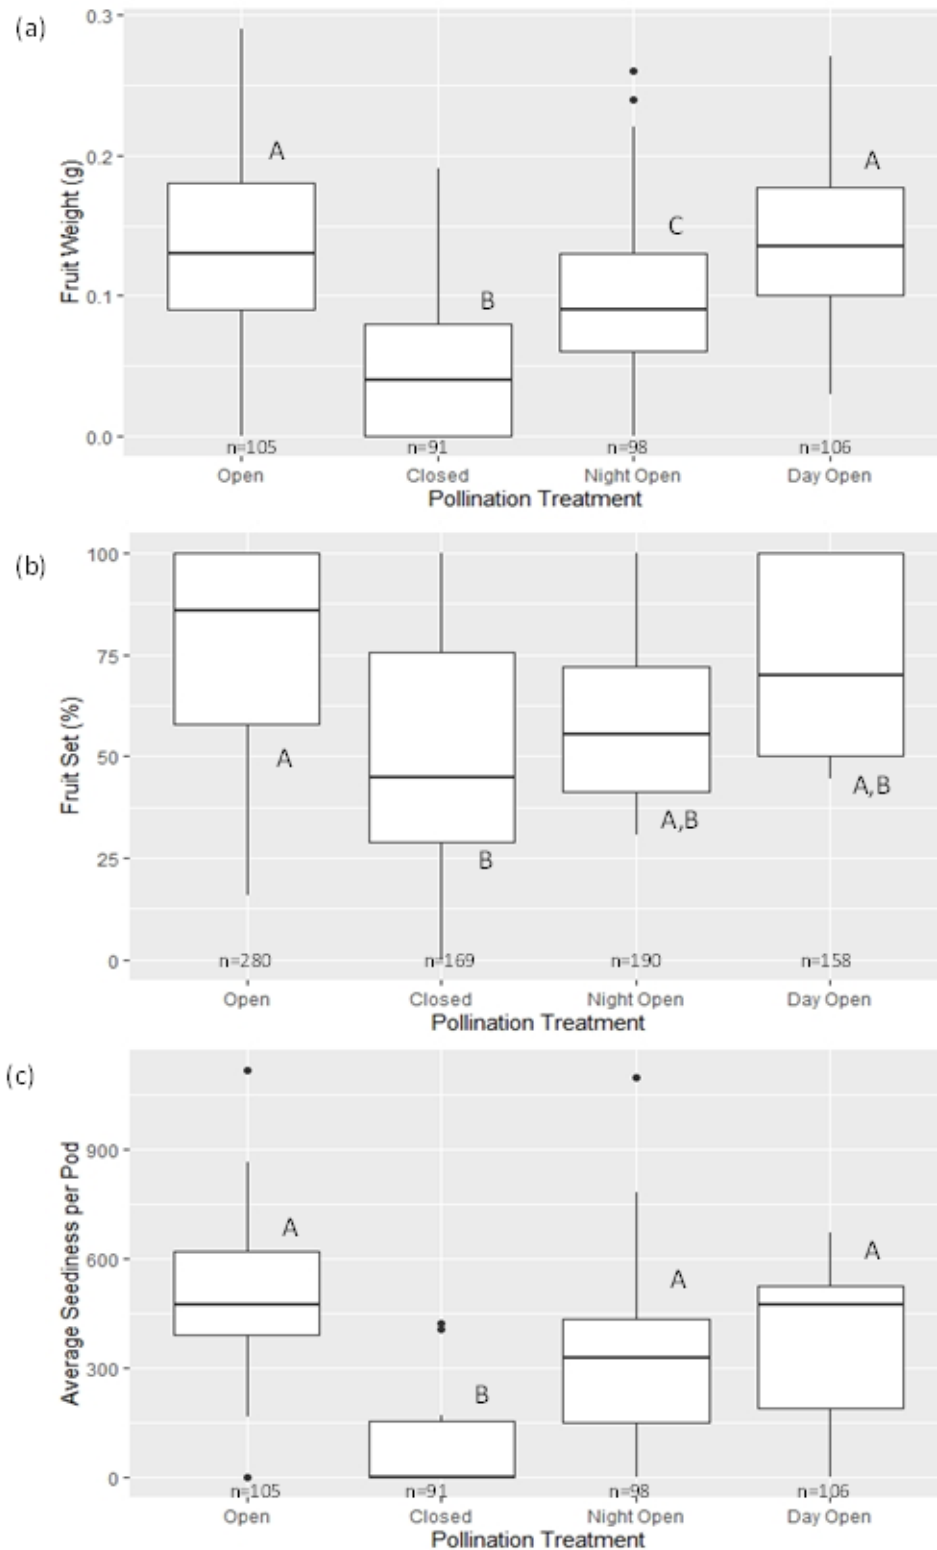 (a)
Fruit Weight (g)
0.3
0.2
0.1
0.0
A
B
C
A
n=105 n=91 n=98 n=106
Open Closed Night Open Day Open
Pollination Treatment
(b)
Fruit Set (%)
100
75
50
25
0
A
B
A,B
A,B
n=280 n=169 n=190 n=158
Open Closed Night Open Day Open
Pollination Treatment
(c)
Average Seediness per Pod
900
600
300
0
A
B
A
A
n=105 n=91 n=98 n=106
Open Closed Night Open Day Open
Pollination Treatment